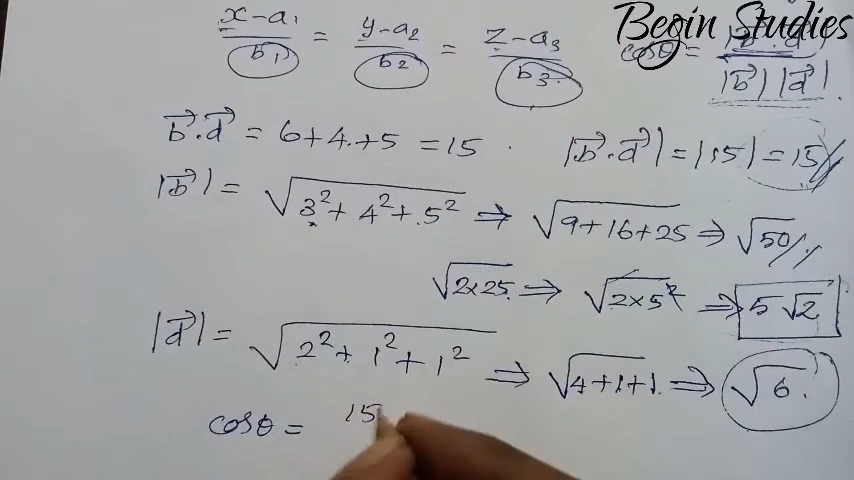 Begin Studies
x-a₁/b₁ = y-a₂/b₂ = z-a₃/b₃. cosθ = |b⃗.d⃗|/|b⃗||d⃗|.
b⃗.d⃗ = 6+4+5 = 15. |b⃗.d⃗| = |15| = 15//
|b⃗| = √(3²+4²+5²) ⇒ √(9+16+25) ⇒ √50//
√(2×25) ⇒ √(2×5²) ⇒ 5√2
|d⃗| = √(2²+1²+1²) ⇒ √(4+1+1) ⇒ √6.
cosθ = 15